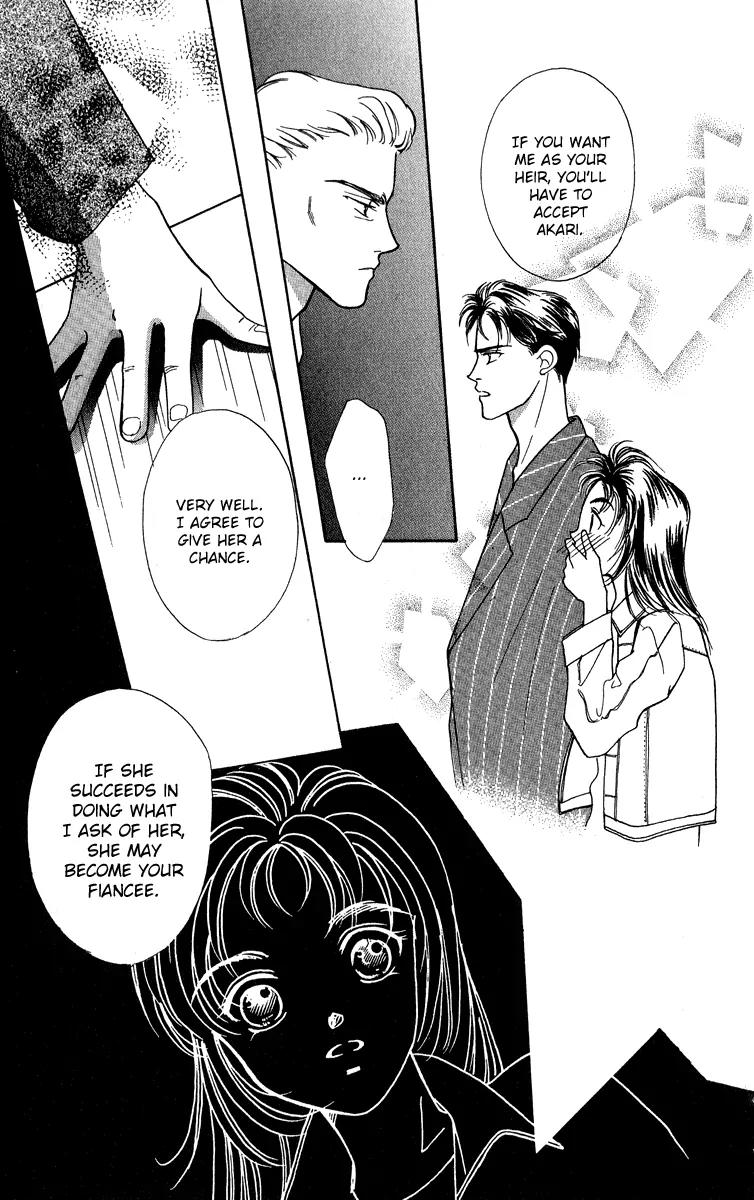 IF YOU WANT
ME AS YOUR
HEIR, YOU'LL
HAVE TO
ACCEPT
AKARI.
...
VERY WELL.
I AGREE TO
GIVE HER A
CHANCE.
IF SHE
SUCCEEDS IN
DOING WHAT
I ASK OF HER,
SHE MAY
BECOME YOUR
FIANCEE.